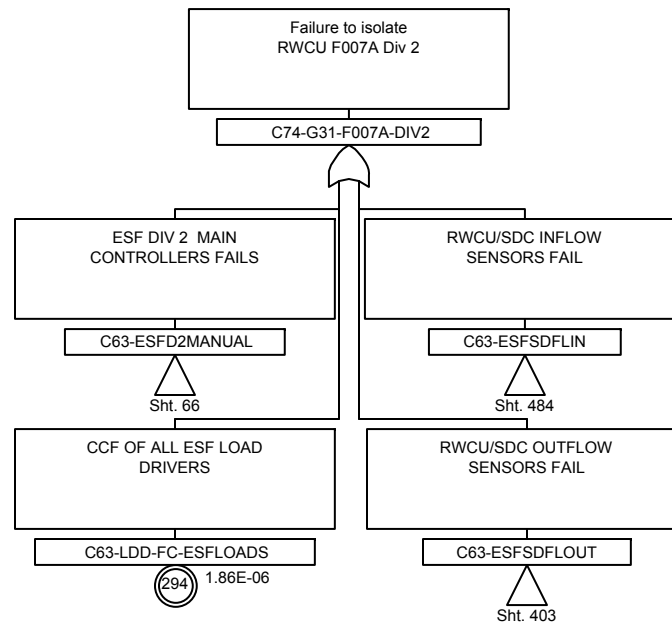 Failure to isolate
RWCU F007A Div 2
C74-G31-F007A-DIV2
ESF DIV 2 MAIN
CONTROLLERS FAILS
C63-ESFD2MANUAL
Sht. 66
RWCU/SDC INFLOW
SENSORS FAIL
C63-ESFSDFLIN
Sht. 484
CCF OF ALL ESF LOAD
DRIVERS
C63-LDD-FC-ESFLOADS
294
1.86E-06
RWCU/SDC OUTFLOW
SENSORS FAIL
C63-ESFSDFLOUT
Sht. 403